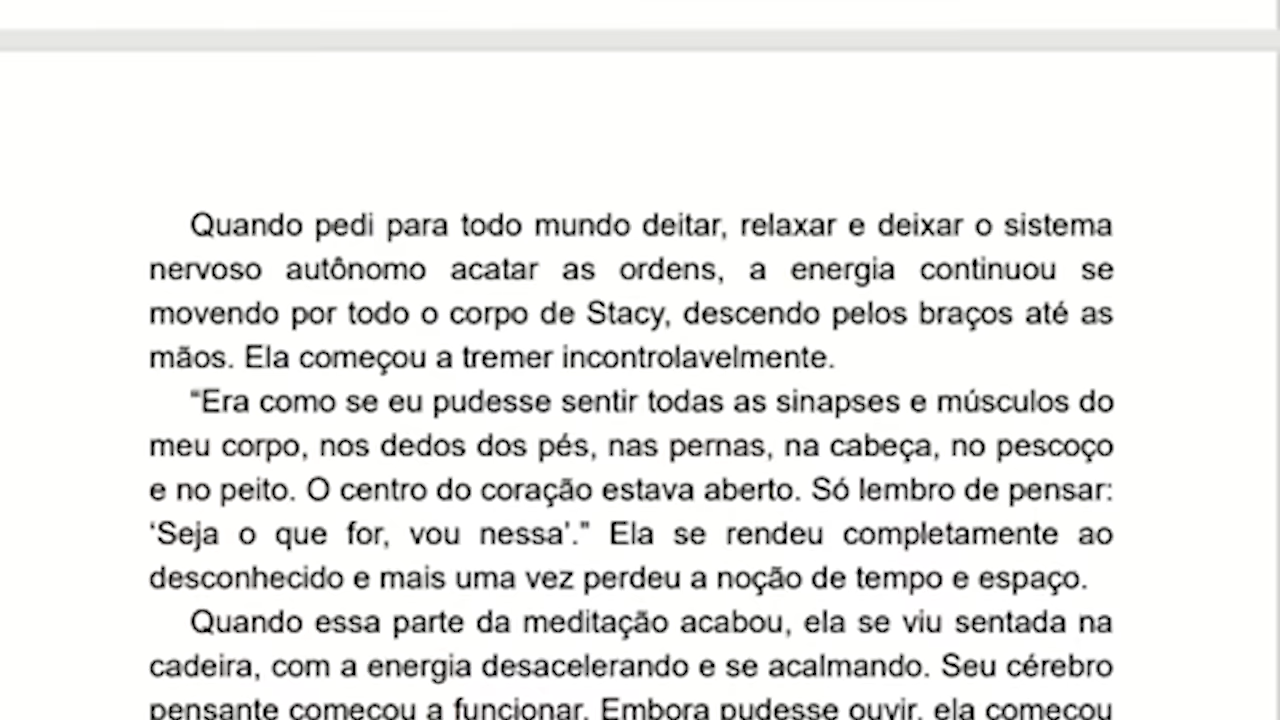 Quando pedi para todo mundo deitar, relaxar e deixar o sistema
nervoso autônomo acatar as ordens, a energia continuou se
movendo por todo o corpo de Stacy, descendo pelos braços até as
mãos. Ela começou a tremer incontrolavelmente.
“Era como se eu pudesse sentir todas as sinapses e músculos do
meu corpo, nos dedos dos pés, nas pernas, na cabeça, no pescoço
e no peito. O centro do coração estava aberto. Só lembro de pensar:
‘Seja o que for, vou nessa’.” Ela se rendeu completamente ao
desconhecido e mais uma vez perdeu a noção de tempo e espaço.
Quando essa parte da meditação acabou, ela se viu sentada na
cadeira, com a energia desacelerando e se acalmando. Seu cérebro
pensante começou a funcionar. Embora pudesse ouvir, ela começou